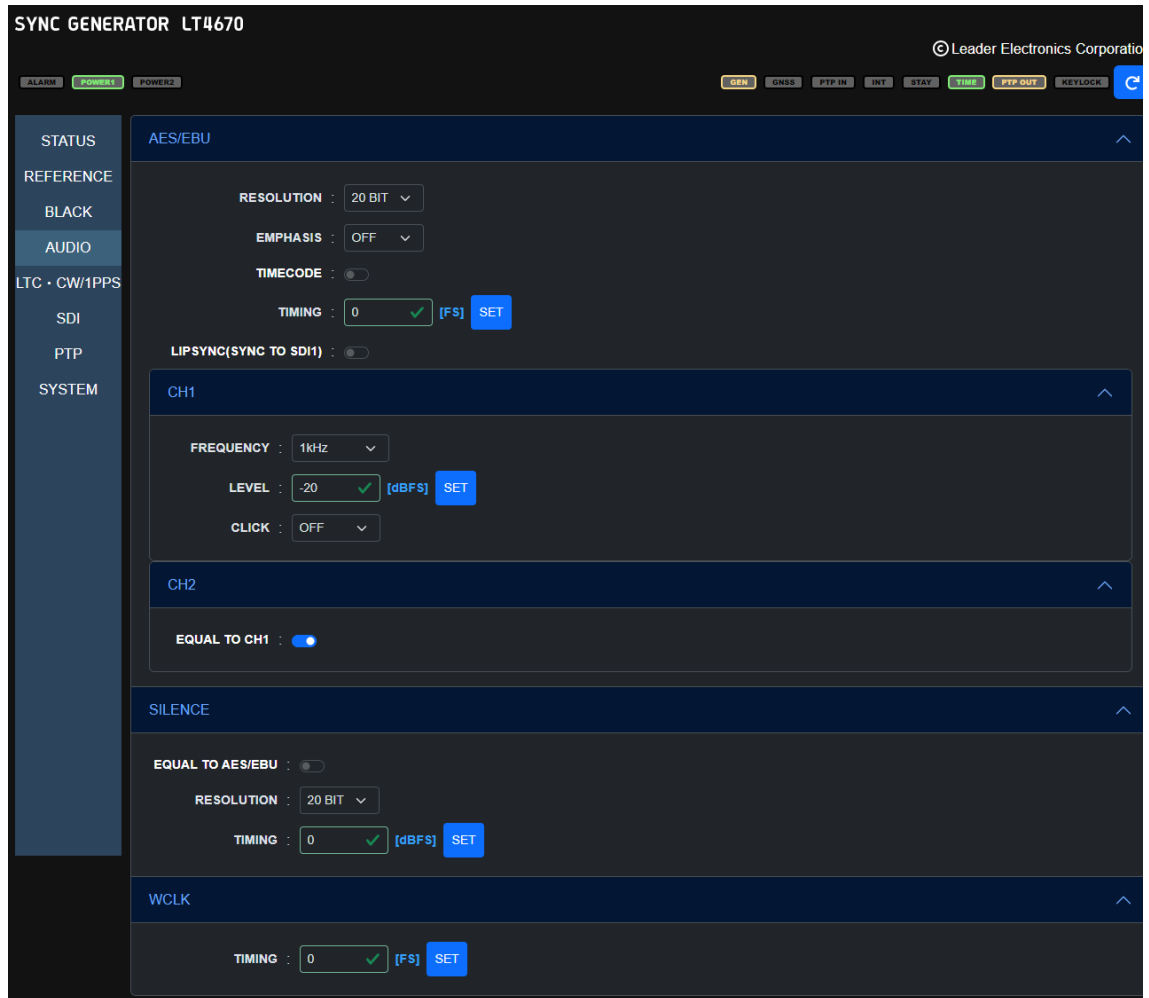 SYNC GENERATOR LT4670
©Leader Electronics Corporatio
ALARM POWER1 POWER2 GEN GNSS PTP IN INT STAY TIME PTP OUT KEYLOCK
STATUS
REFERENCE
BLACK
AUDIO
LTC・CW/1PPS
SDI
PTP
SYSTEM
AES/EBU
RESOLUTION : 20 BIT
EMPHASIS : OFF
TIMECODE :
TIMING : 0 [FS] SET
LIPSYNC(SYNC TO SDI1) :
CH1
FREQUENCY : 1kHz
LEVEL : -20 [dBFS] SET
CLICK : OFF
CH2
EQUAL TO CH1 :
SILENCE
EQUAL TO AES/EBU :
RESOLUTION : 20 BIT
TIMING : 0 [dBFS] SET
WCLK
TIMING : 0 [FS] SET